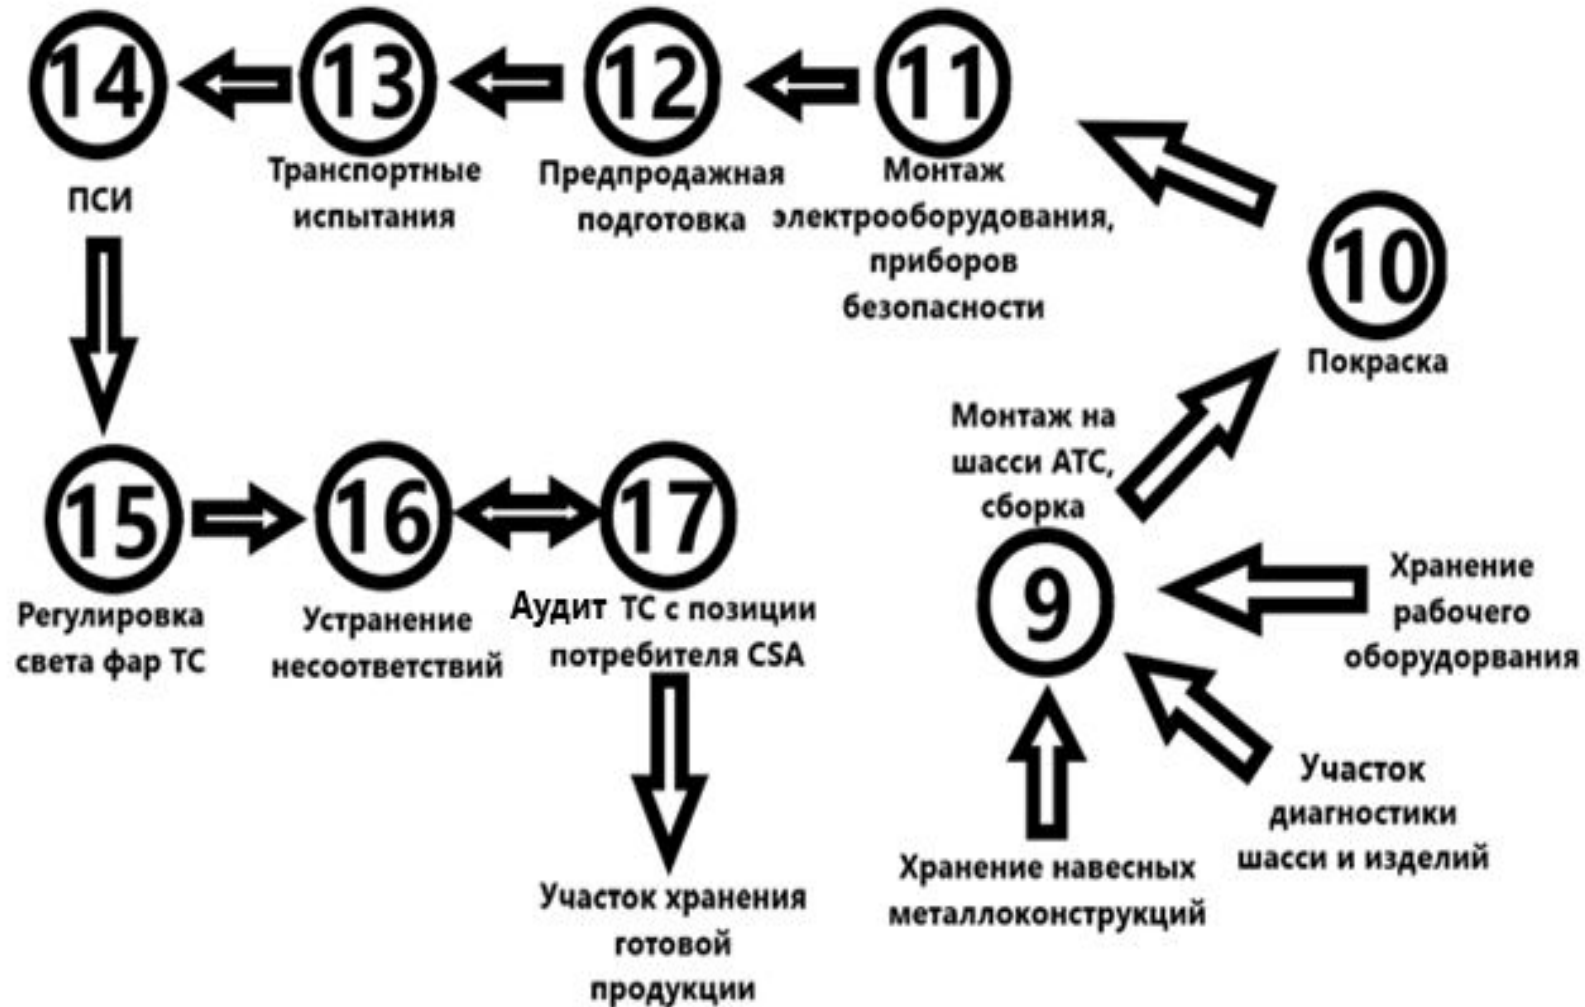 14
ПСИ
13
Транспортные
испытания
12
Предпродажная
подготовка
11
Монтаж
электрооборудования,
приборов
безопасности
10
Покраска
Монтаж на
шасси АТС,
сборка
9
Хранение
рабочего
оборудорвания
Участок
диагностики
шасси и изделий
Хранение навесных
металлоконструкций
15
Регулировка
света фар ТС
16
Устранение
несоответствий
17
Аудит ТС с позиции
потребителя CSA
Участок хранения
готовой
продукции